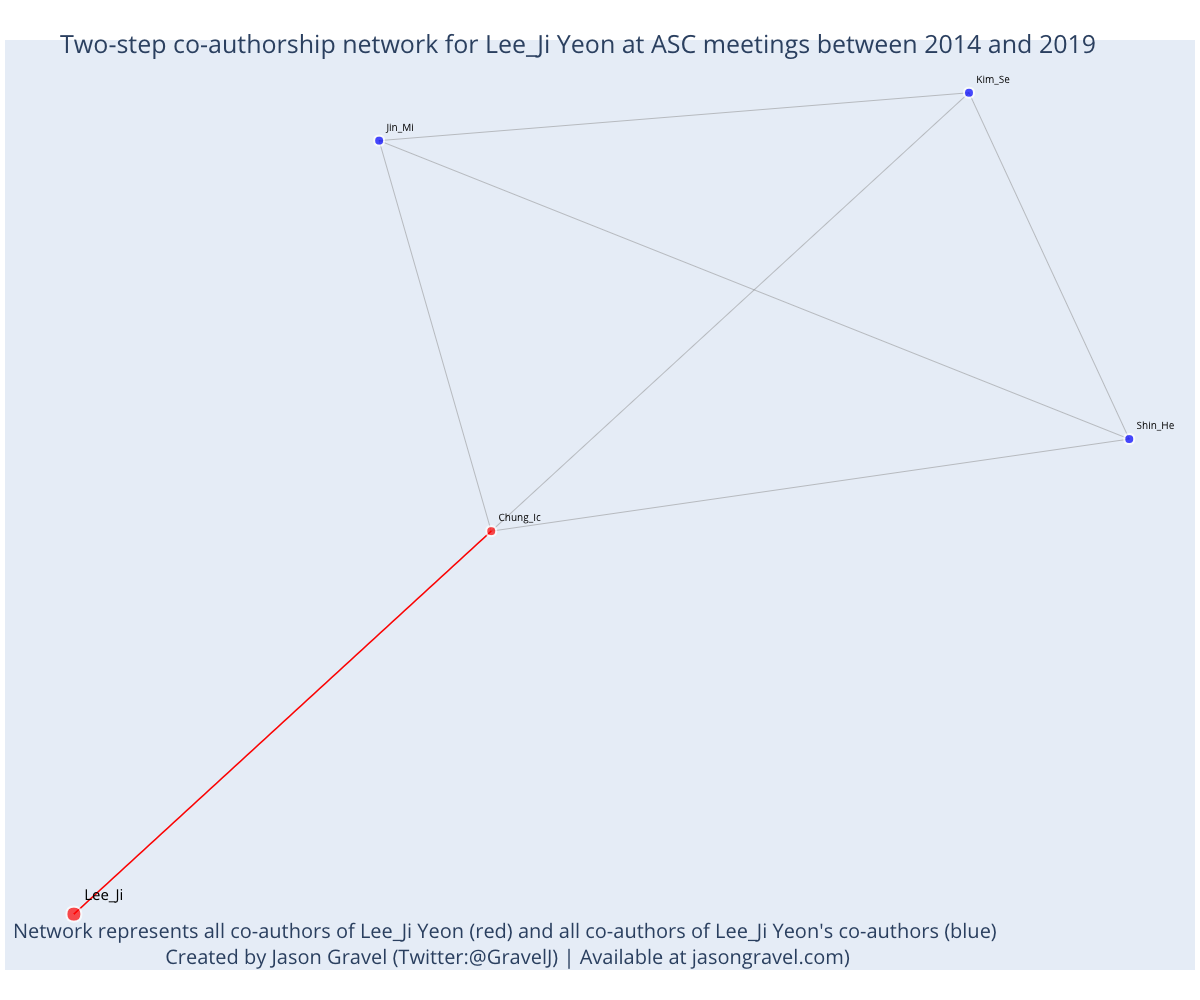 Two-step co-authorship network for Lee_Ji Yeon at ASC meetings between 2014 and 2019
Kim_Se
Jin_Mi
Shin_He
Chung_Ic
Lee_Ji
Network represents all co-authors of Lee_Ji Yeon (red) and all co-authors of Lee_Ji Yeon's co-authors (blue)
Created by Jason Gravel (Twitter:@GravelJ) | Available at jasongravel.com)